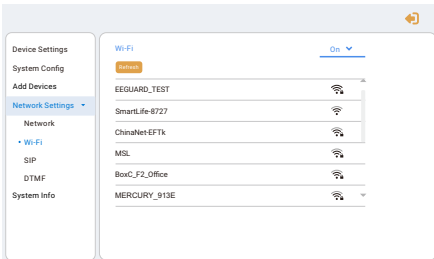 Device Settings
System Config
Add Devices
Network Settings
Network
• Wi-Fi
SIP
DTMF
System Info
Wi-Fi
On
Refresh
EEGUARD_TEST
SmartLife-8727
ChinaNet-EFTk
MSL
BoxC_F2_Office
MERCURY_913E